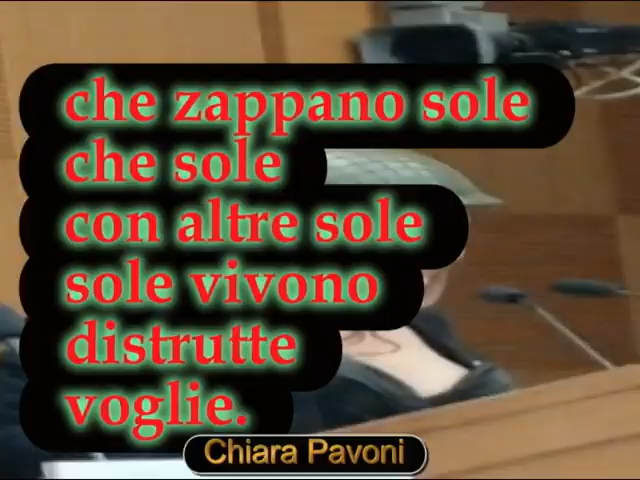 che zappano sole
che sole
con altre sole
sole vivono
distrutte
voglie.
Chiara Pavoni